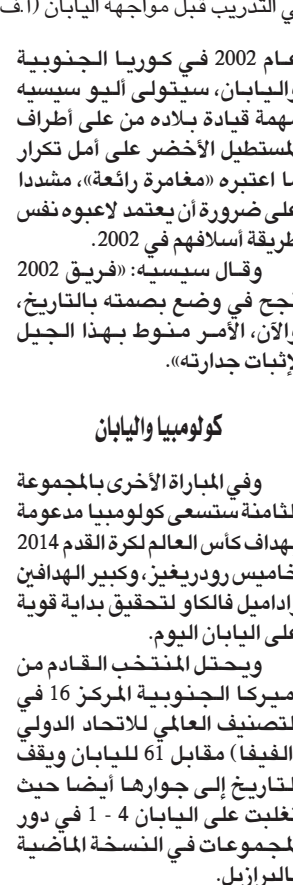 في التدريب قبل مواجهة اليابان (أ.ف
عام 2002 في كوريا الجنوبية
واليابان، سيتولى أليو سيسيه
مهمة قيادة بلاده من على أطراف
المستطيل الأخضر على أمل تكرار
ما اعتبره «مغامرة رائعة»، مشددا
على ضرورة أن يعتمد لاعبوه نفس
طريقة أسلافهم في 2002.
وقال سيسيه: «فريق 2002
نجح في وضع بصمته بالتاريخ،
والآن، الأمر منوط بهذا الجيل
لإثبات جدارته».
كولومبيا واليابان
وفي المباراة الأخرى بالمجموعة
الثامنة ستسعى كولومبيا مدعومة
بهداف كأس العالم لكرة القدم 2014
خاميس رودريغيز، وكبير الهدافين
راداميل فالكاو لتحقيق بداية قوية
على اليابان اليوم.
ويحتل المنتخب القادم من
أميركا الجنوبية المركز 16 في
التصنيف العالمي للاتحاد الدولي
(الفيفا) مقابل 61 لليابان ويقف
التاريخ إلى جوارها أيضا حيث
تغلبت على اليابان 4 - 1 في دور
المجموعات في النسخة الماضية
بالبرازيل.